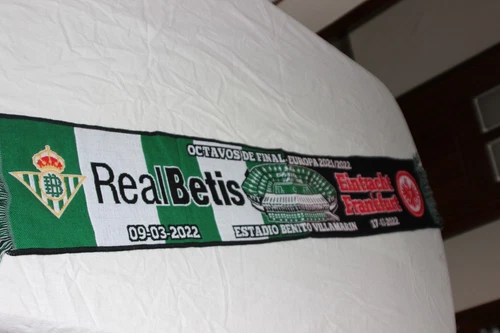 OCTAVOS DE FINAL EUROPA 2021/2022
RealBetis
Eintracht
Frankfurt
09-03-2022
ESTADIO BENITO VILLAMARIN